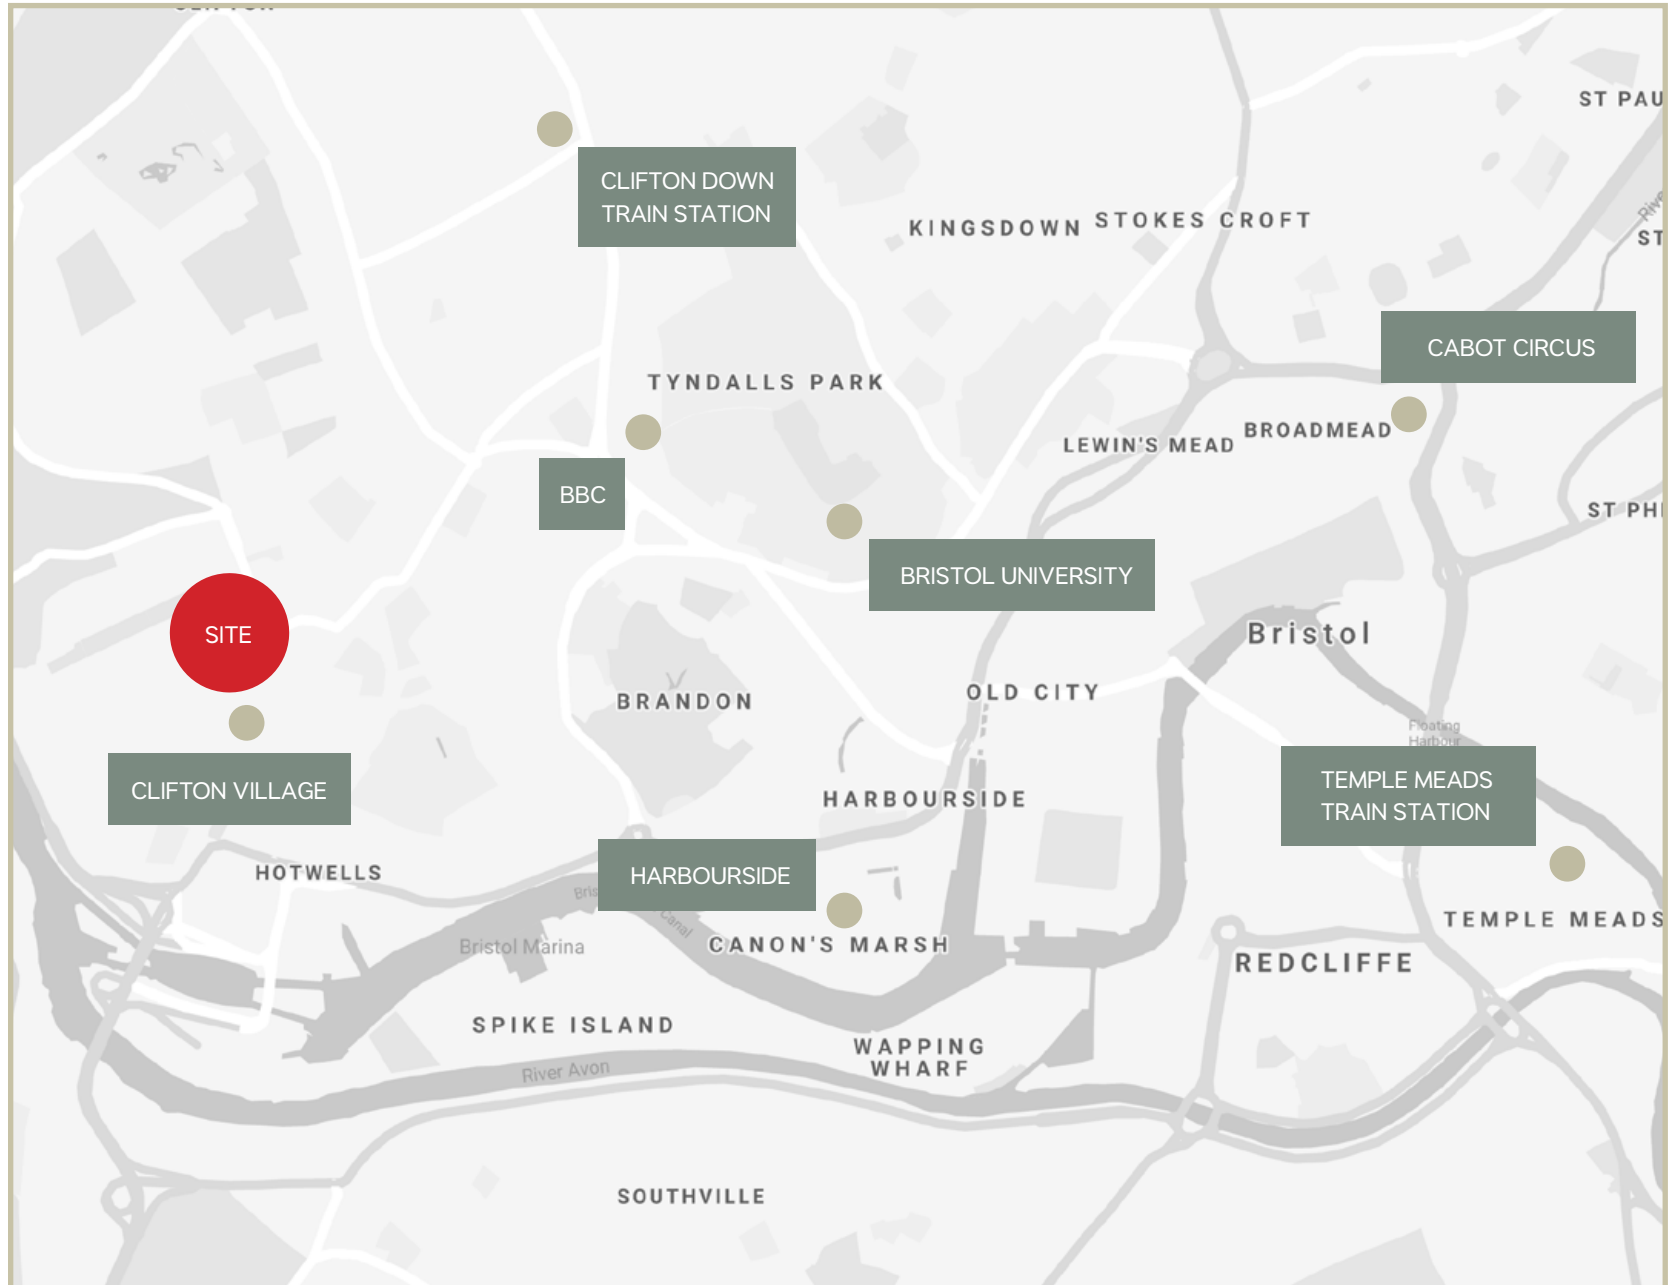 ST PAU
CLIFTON DOWN
TRAIN STATION
KINGSDOWN
STOKES CROFT
ST
CABOT CIRCUS
TYNDALLS PARK
LEWIN'S MEAD
BROADMEAD
BBC
ST PHI
BRISTOL UNIVERSITY
SITE
Bristol
BRANDON
OLD CITY
Floating
Harbour
CLIFTON VILLAGE
HARBOURSIDE
TEMPLE MEADS
TRAIN STATION
HOTWELLS
HARBOURSIDE
Canal
TEMPLE MEADS
Bristol Marina
CANON'S MARSH
REDCLIFFE
SPIKE ISLAND
WAPPING
WHARF
River Avon
SOUTHVILLE